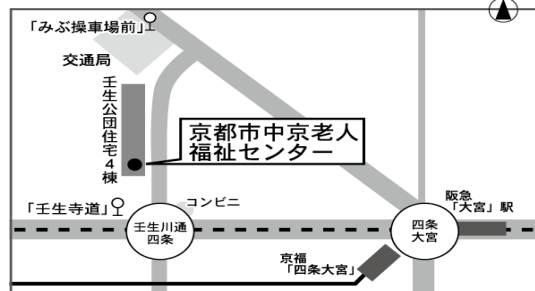 「みぶ操車場前」
交通局
壬生公団住宅4棟
京都市中京老人
福祉センター
「壬生寺道」
コンビニ
壬生川通
四条
四条
大宮
阪急
「大宮」駅
京福
「四条大宮」